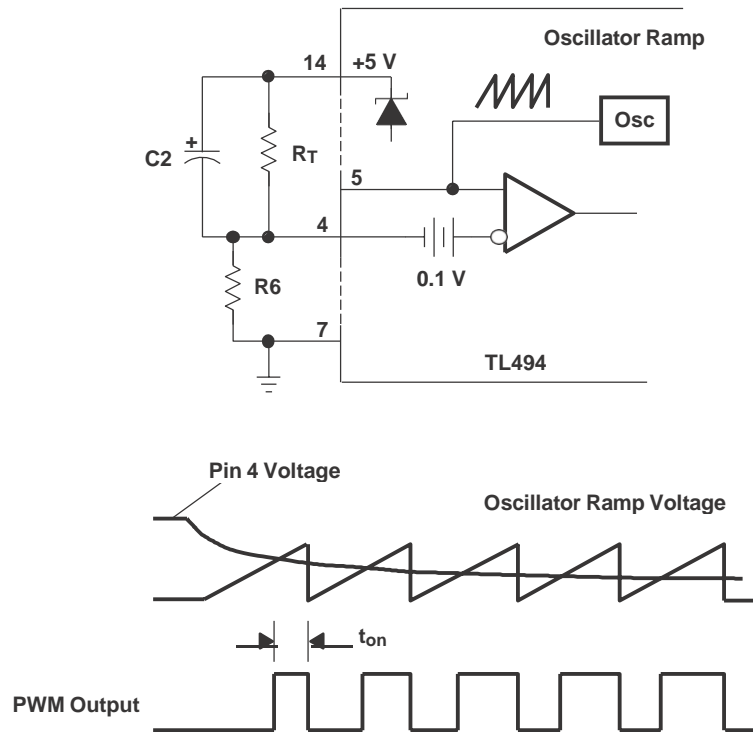 Oscillator Ramp
14
+5 V
Osc
C2
+
RT
5
4
0.1 V
R6
7
TL494
Pin 4 Voltage
Oscillator Ramp Voltage
ton
PWM Output